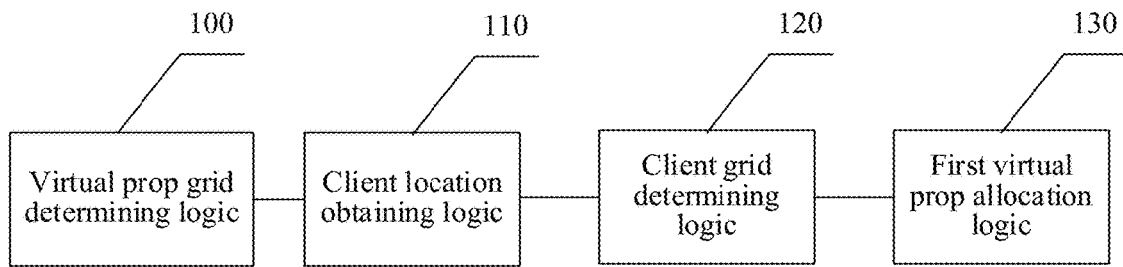 100
110
120
130
Virtual prop grid
determining logic
Client location
obtaining logic
Client grid
determining
logic
First virtual
prop allocation
logic